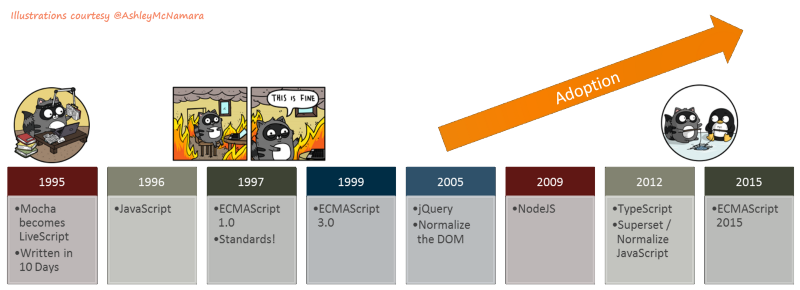 Illustrations courtesy @AshleyMcNamara
THIS IS FINE
Adoption
1995
•Mocha
becomes
LiveScript
•Written in
10 Days
1996
•JavaScript
1997
•ECMAScript
1.0
•Standards!
1999
•ECMAScript
3.0
2005
•jQuery
•Normalize
the DOM
2009
•NodeJS
2012
•TypeScript
•Superset /
Normalize
JavaScript
2015
•ECMAScript
2015